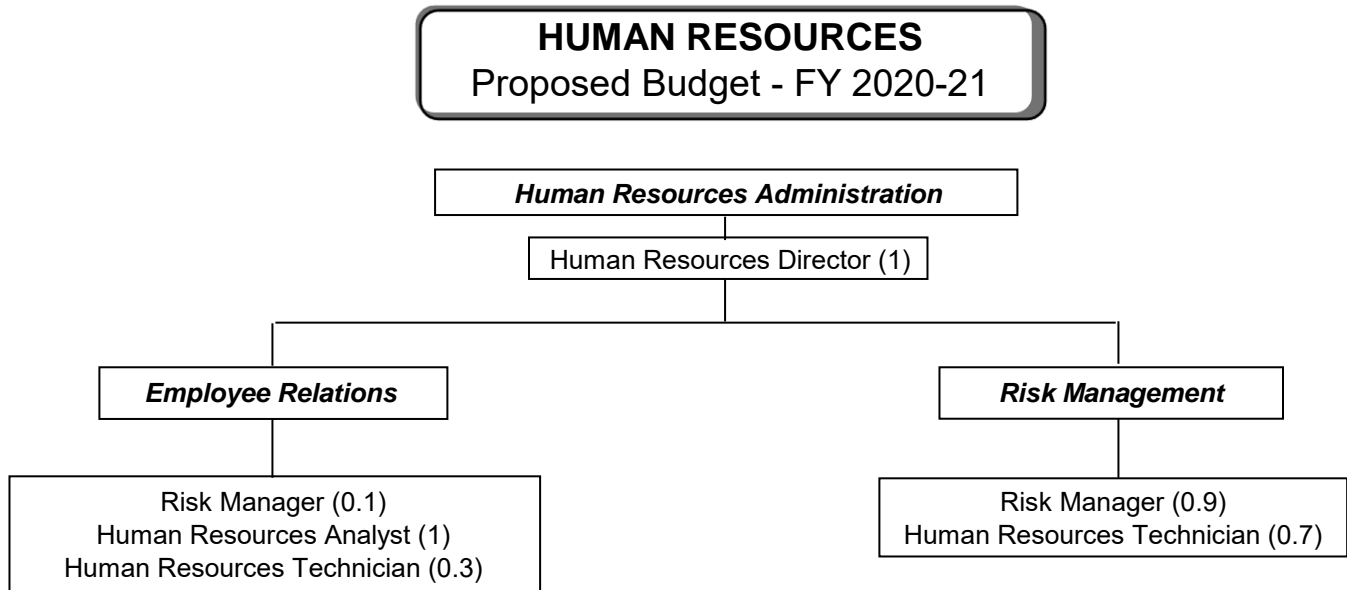 HUMAN RESOURCES
Proposed Budget - FY 2020-21
Human Resources Administration
Human Resources Director (1)
Employee Relations
Risk Manager (0.1)
Human Resources Analyst (1)
Human Resources Technician (0.3)
Risk Management
Risk Manager (0.9)
Human Resources Technician (0.7)